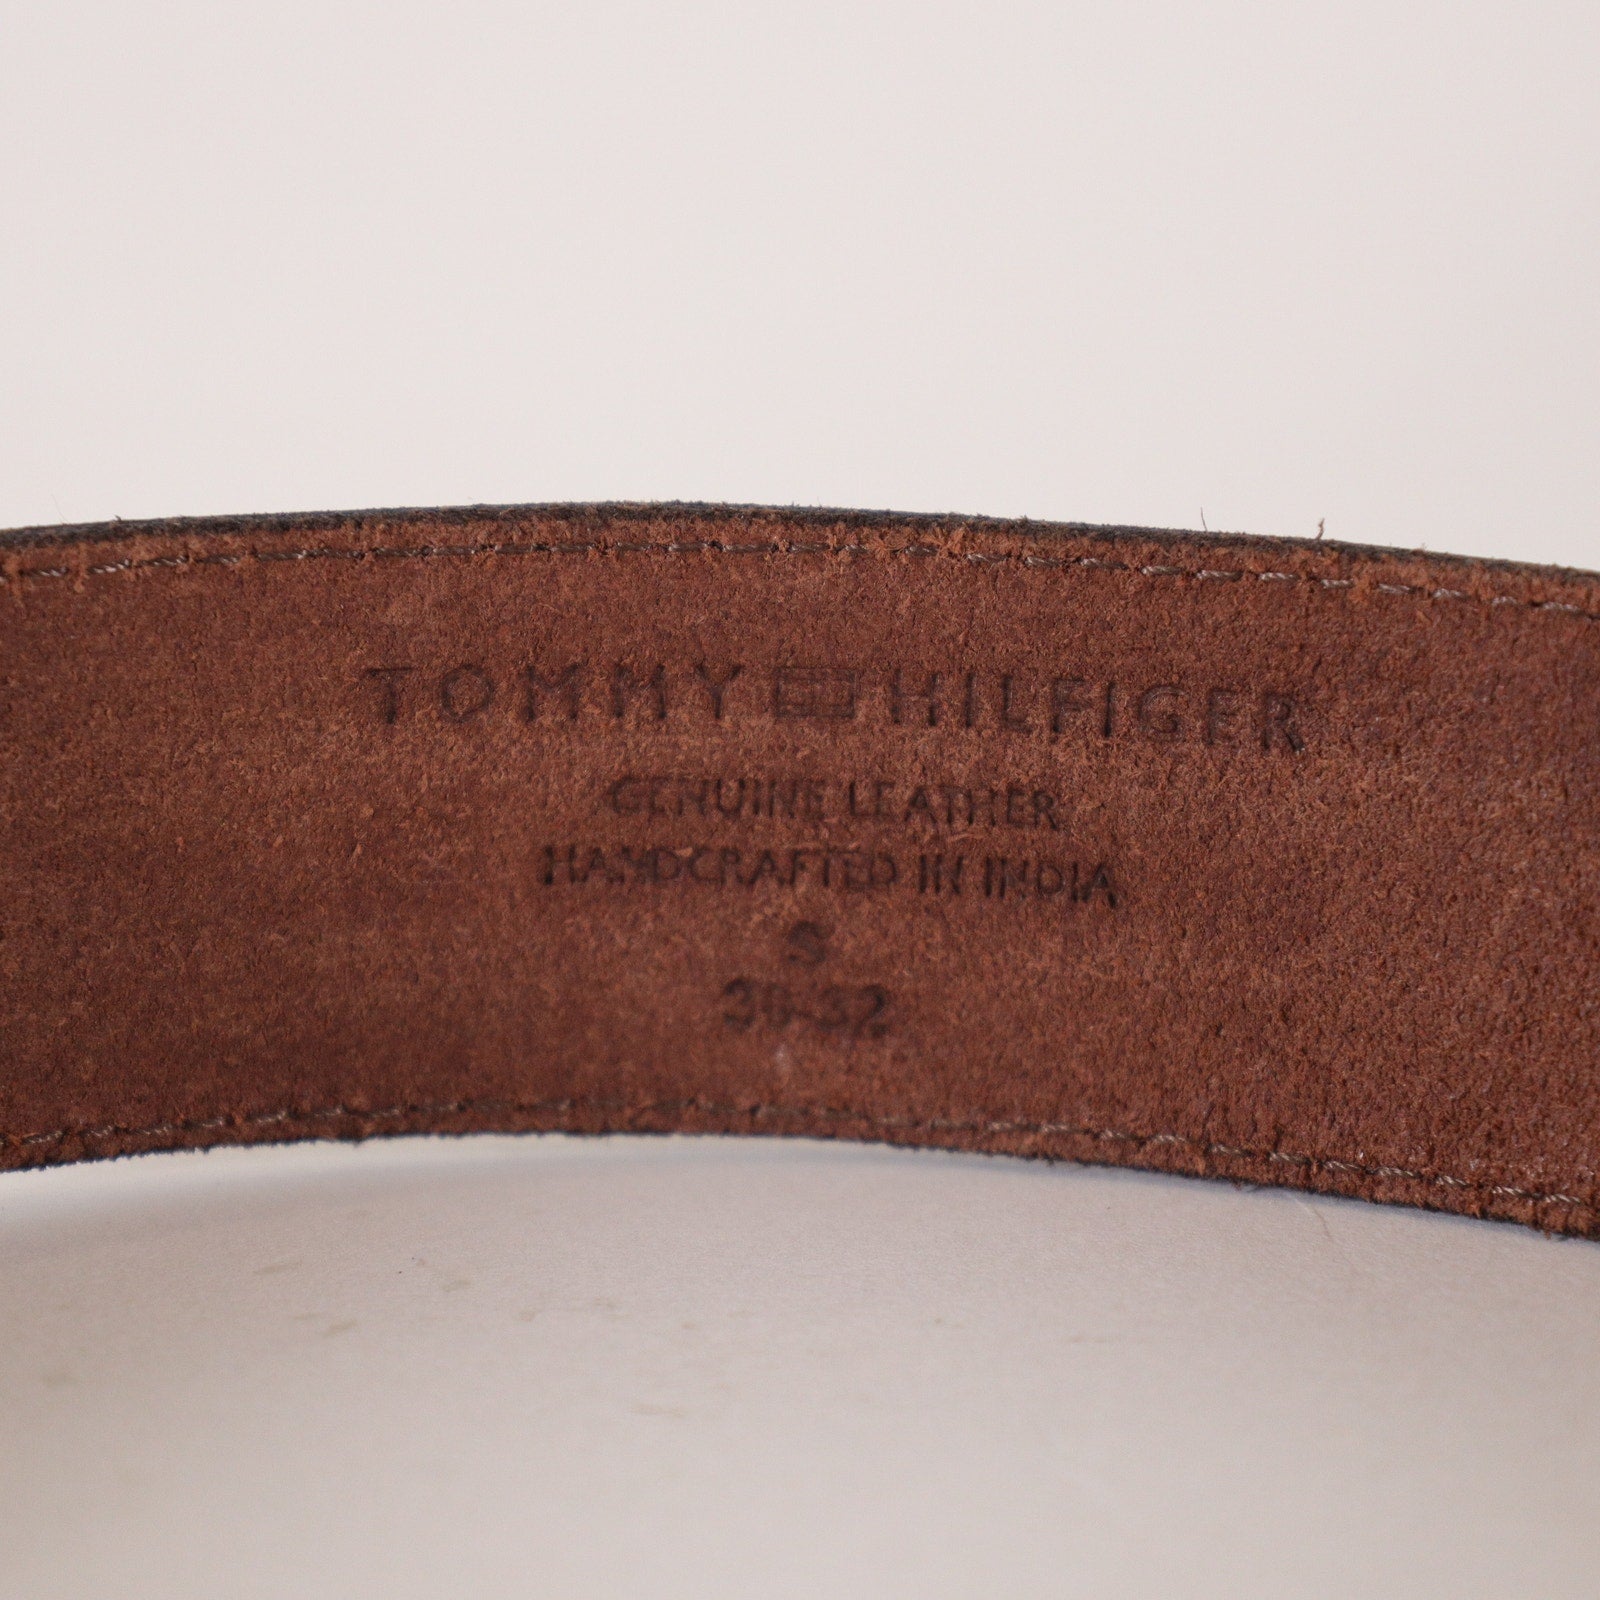 TOMMY HILFIGER
GENUINE LEATHER
HANDCRAFTED IN INDIA
S
30-32